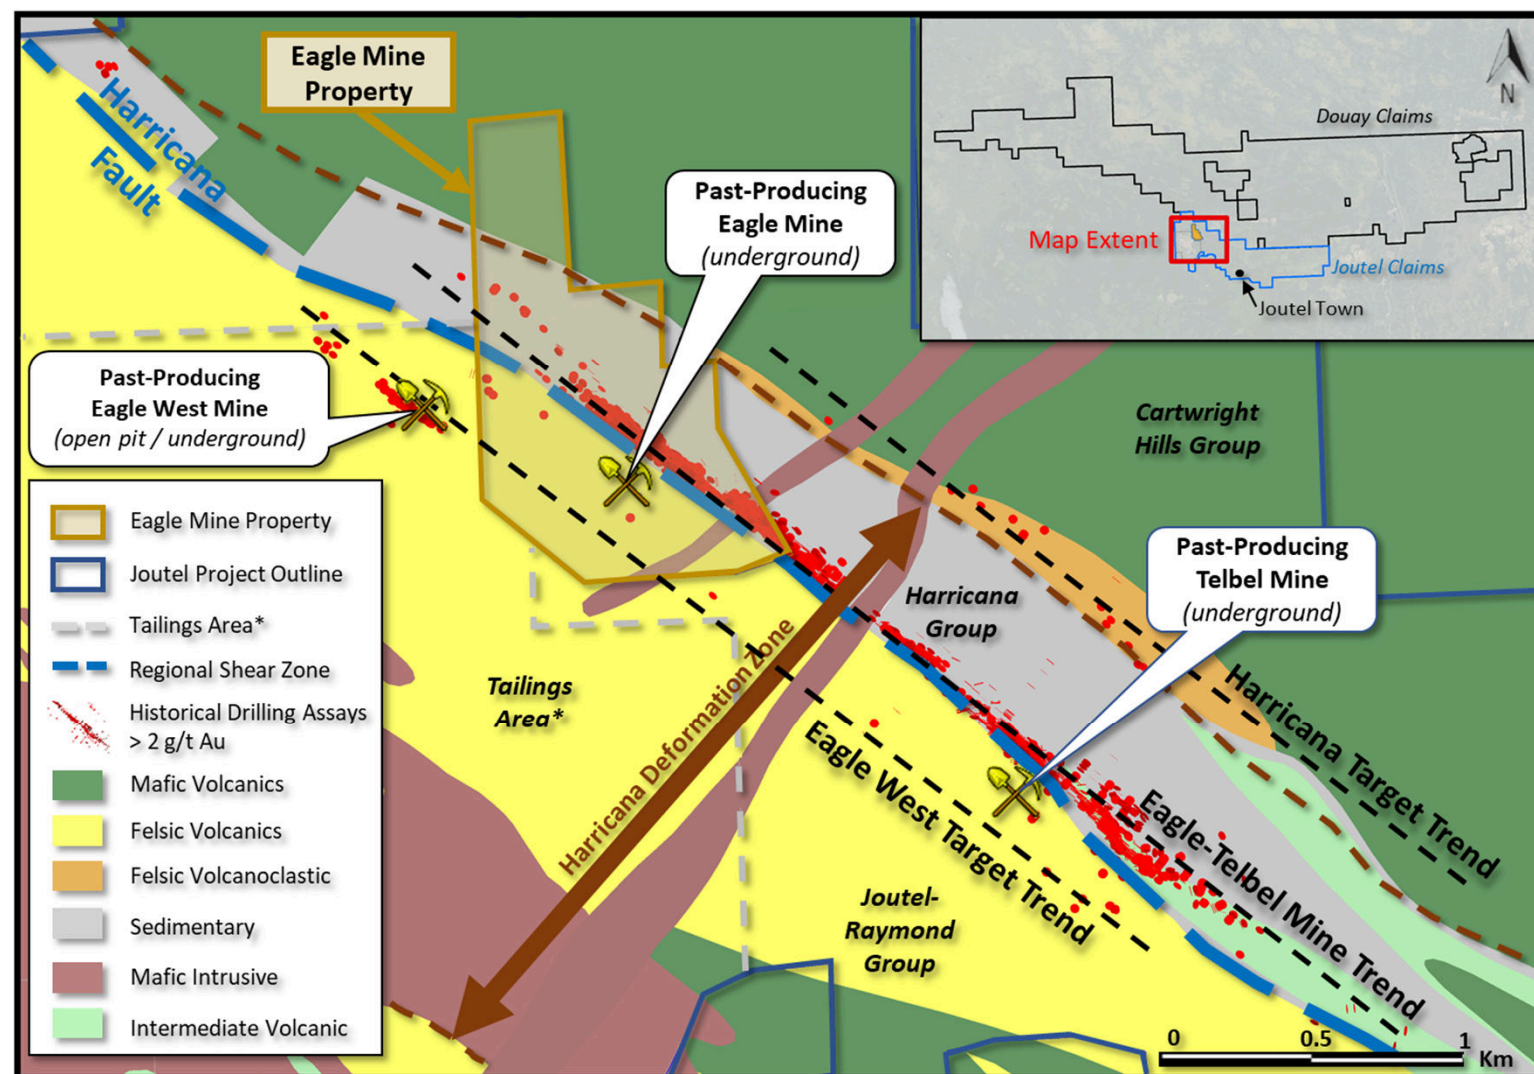 Eagle Mine
Property
Harricana
Fault
Past-Producing
Eagle Mine
(underground)
Douay Claims
N
Map Extent
Joutel Claims
Joutel Town
Past-Producing
Eagle West Mine
(open pit / underground)
Cartwright
Hills Group
Past-Producing
Telbel Mine
(underground)
Harricana
Group
Tailings
Area*
Harricana Deformation Zone
Harricana Target Trend
Eagle-Telbel Mine Trend
Eagle West Target Trend
Joutel-
Raymond
Group
Eagle Mine Property
Joutel Project Outline
Tailings Area*
Regional Shear Zone
Historical Drilling Assays
> 2 g/t Au
Mafic Volcanics
Felsic Volcanics
Felsic Volcanoclastic
Sedimentary
Mafic Intrusive
Intermediate Volcanic
0 0.5 1
Km